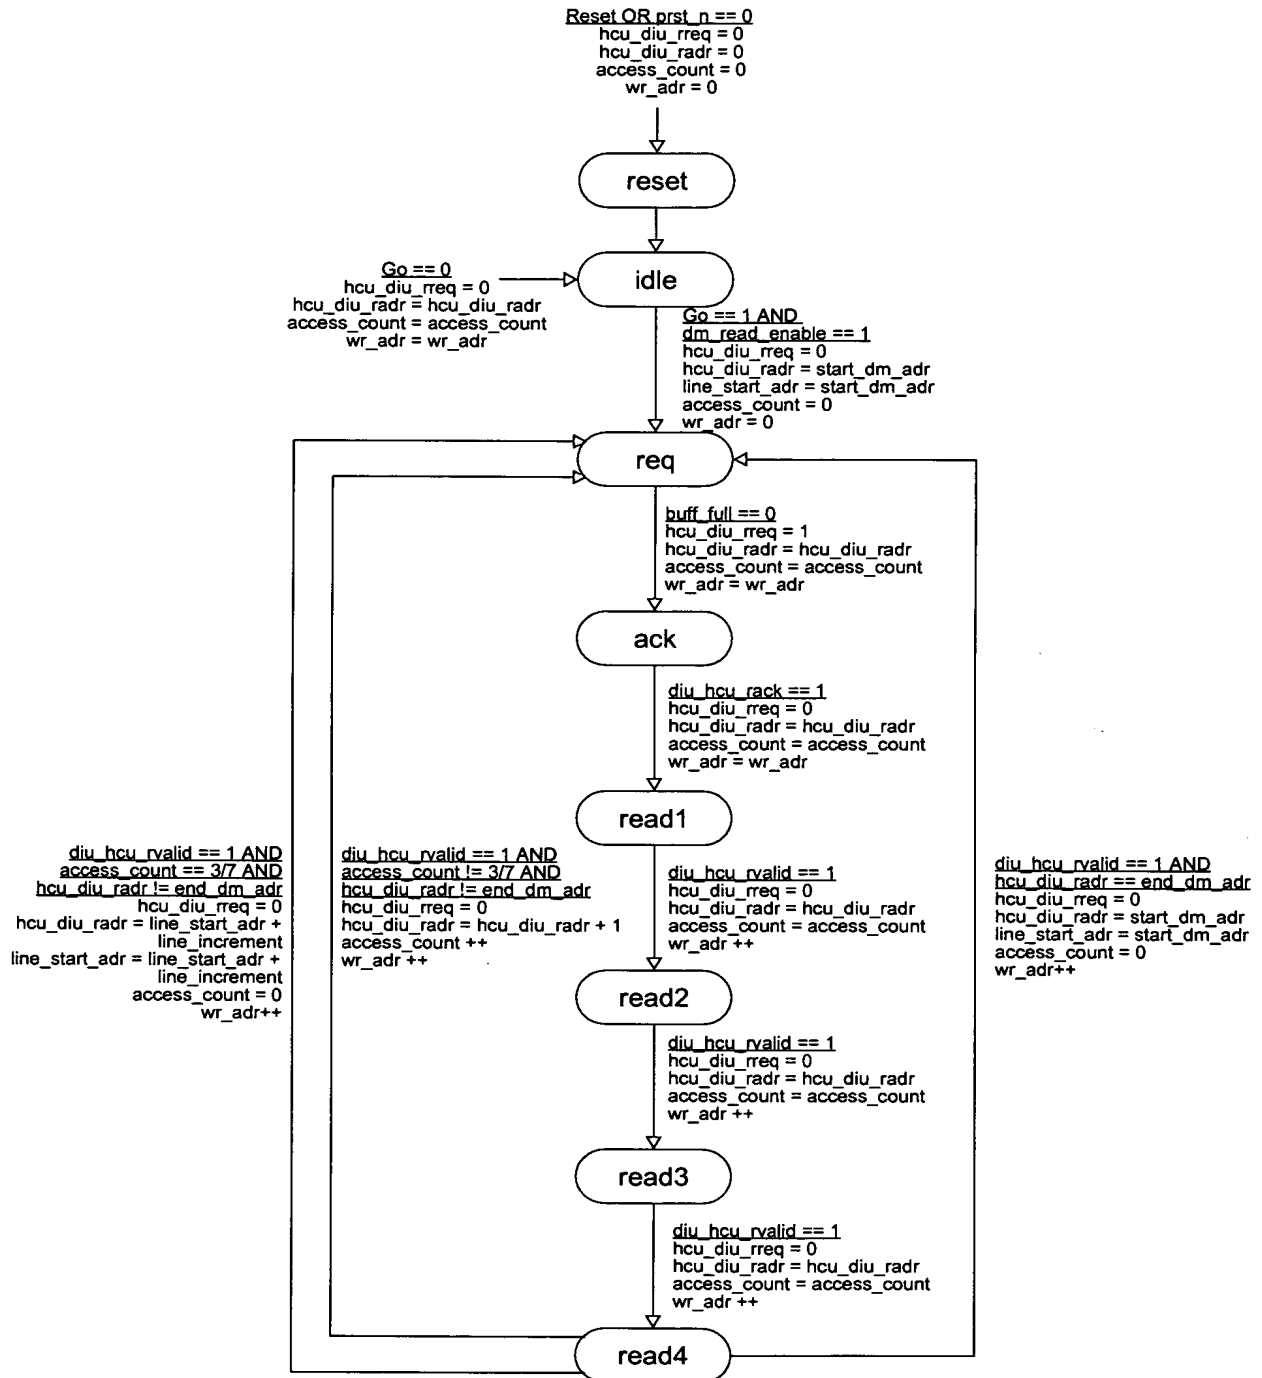 Reset OR prst_n == 0
hcu_diu_rreq = 0
hcu_diu_radr = 0
access_count = 0
wr_adr = 0
reset
idle
Go == 0
hcu_diu_rreq = 0
hcu_diu_radr = hcu_diu_radr
access_count = access_count
wr_adr = wr_adr
Go == 1 AND
dm_read_enable == 1
hcu_diu_rreq = 0
hcu_diu_radr = start_dm_adr
line_start_adr = start_dm_adr
access_count = 0
wr_adr = 0
req
buff_full == 0
hcu_diu_rreq = 1
hcu_diu_radr = hcu_diu_radr
access_count = access_count
wr_adr = wr_adr
ack
diu_hcu_rack == 1
hcu_diu_rreq = 0
hcu_diu_radr = hcu_diu_radr
access_count = access_count
wr_adr = wr_adr
read1
diu_hcu_rvalid == 1 AND
access_count == 3/7 AND
hcu_diu_radr != end_dm_adr
hcu_diu_rreq = 0
hcu_diu_radr = line_start_adr +
line_increment
line_start_adr = line_start_adr +
line_increment
access_count = 0
wr_adr++
diu_hcu_rvalid == 1 AND
access_count != 3/7 AND
hcu_diu_radr != end_dm_adr
hcu_diu_rreq = 0
hcu_diu_radr = hcu_diu_radr + 1
access_count ++
wr_adr ++
diu_hcu_rvalid == 1
hcu_diu_rreq = 0
hcu_diu_radr = hcu_diu_radr
access_count = access_count
wr_adr ++
diu_hcu_rvalid == 1 AND
hcu_diu_radr == end_dm_adr
hcu_diu_rreq = 0
hcu_diu_radr = start_dm_adr
line_start_adr = start_dm_adr
access_count = 0
wr_adr++
read2
diu_hcu_rvalid == 1
hcu_diu_rreq = 0
hcu_diu_radr = hcu_diu_radr
access_count = access_count
wr_adr ++
read3
diu_hcu_rvalid == 1
hcu_diu_rreq = 0
hcu_diu_radr = hcu_diu_radr
access_count = access_count
wr_adr ++
read4